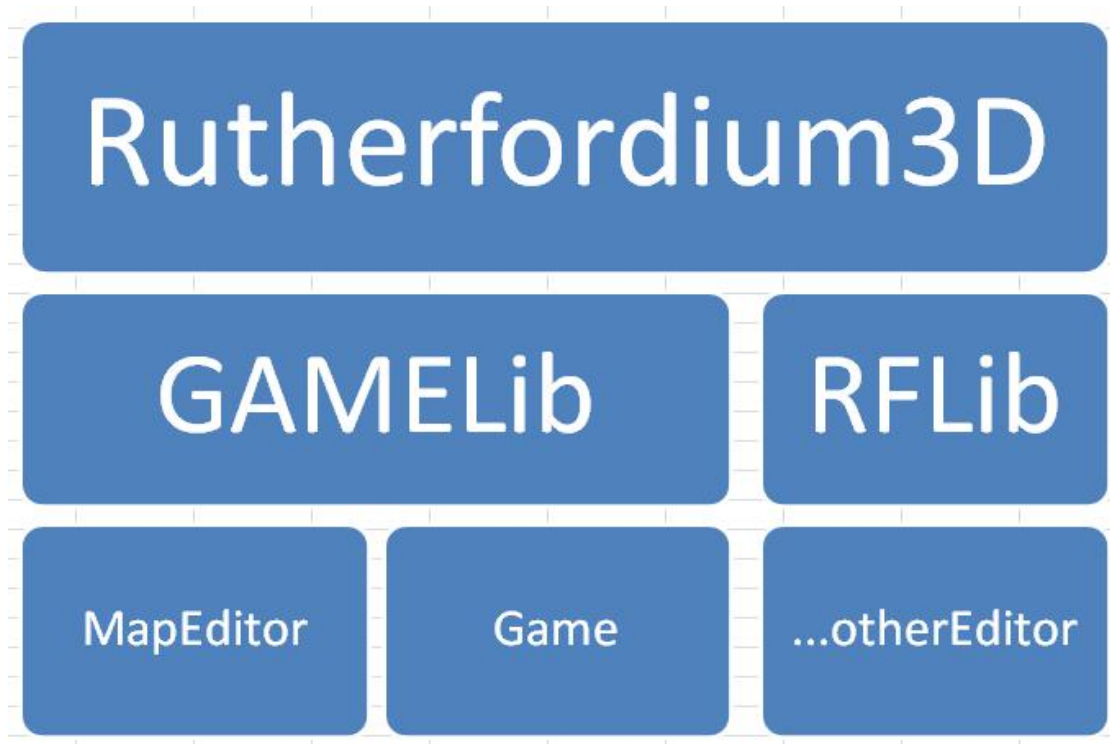 Rutherfordium3D
GAMELib
RFLib
MapEditor
Game
...otherEditor